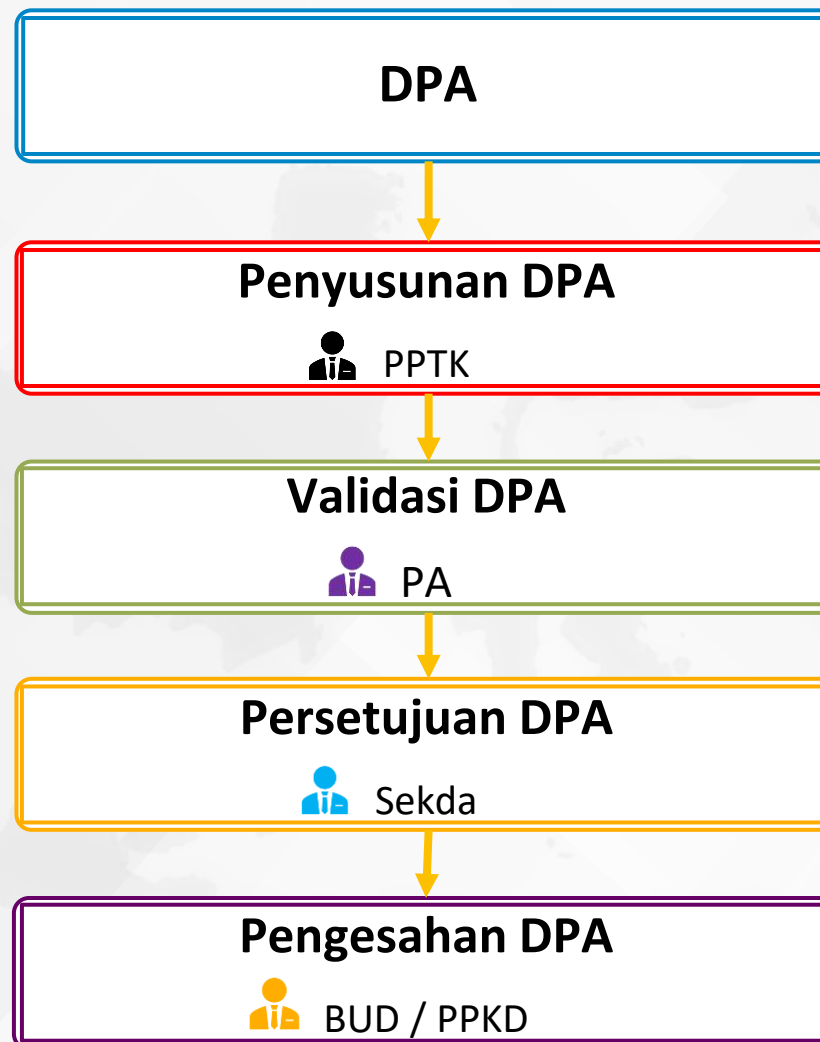 DPA
Penyusunan DPA
PPTK
Validasi DPA
PA
Persetujuan DPA
Sekda
Pengesahan DPA
BUD / PPKD